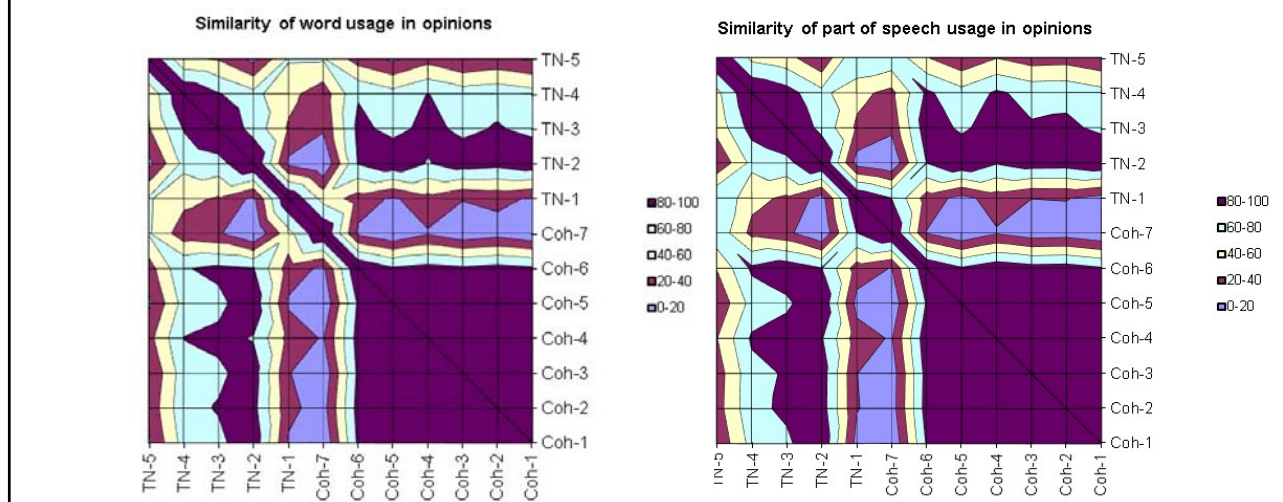 Similarity of word usage in opinions
TN-5
TN-4
TN-3
TN-2
TN-1
Coh-7
Coh-6
Coh-5
Coh-4
Coh-3
Coh-2
Coh-1
TN-5
TN-4
TN-3
TN-2
TN-1
Coh-7
Coh-6
Coh-5
Coh-4
Coh-3
Coh-2
Coh-1
80-100
60-80
40-60
20-40
0-20
Similarity of part of speech usage in opinions
TN-5
TN-4
TN-3
TN-2
TN-1
Coh-7
Coh-6
Coh-5
Coh-4
Coh-3
Coh-2
Coh-1
TN-5
TN-4
TN-3
TN-2
TN-1
Coh-7
Coh-6
Coh-5
Coh-4
Coh-3
Coh-2
Coh-1
80-100
60-80
40-60
20-40
0-20